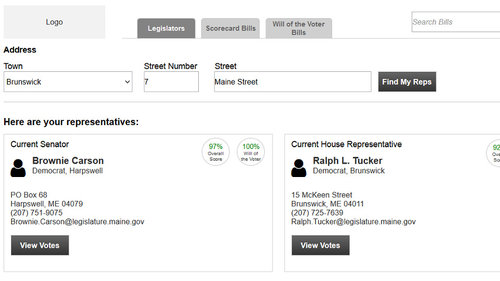 Logo
Legislators
Scorecard Bills
Will of the Voter
Bills
Search Bills
Address
Town
Street Number
Street
Brunswick
7
Maine Street
Find My Reps
Here are your representatives:
Current Senator
97%
Overall
Score
100%
Will of
the Voter
Brownie Carson
Democrat, Harpswell
PO Box 68
Harpswell, ME 04079
(207) 751-9075
Brownie.Carson@legislature.maine.gov
View Votes
Current House Representative
Ralph L. Tucker
Democrat, Brunswick
15 McKeen Street
Brunswick, ME 04011
(207) 725-7639
Ralph.Tucker@legislature.maine.gov
View Votes